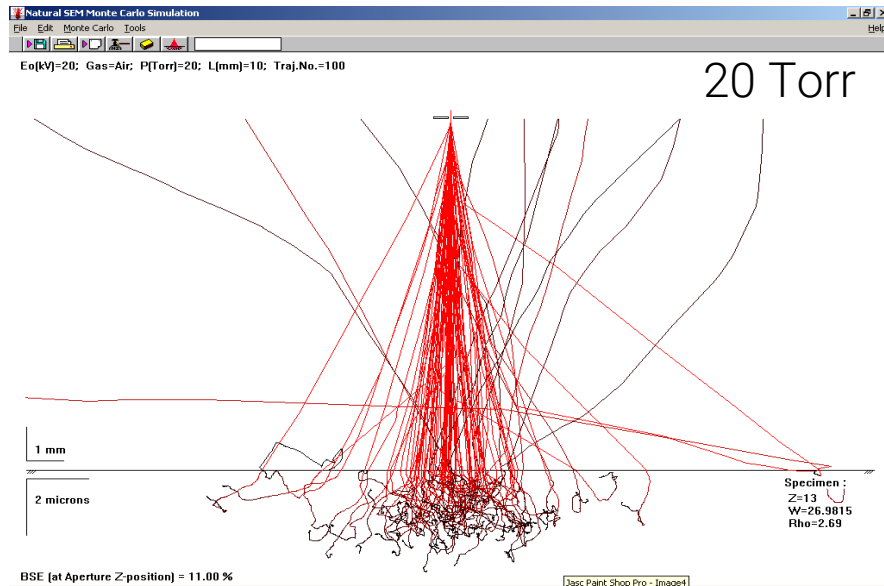 Natural SEM Monte Carlo Simulation
File Edit Monte Carlo Tools Help
Eo(kV)=20; Gas=Air; P(Torr)=20; L(mm)=10; Traj.No.=100
20 Torr
1 mm
2 microns
Specimen :
Z=13
W=26.9815
Rho=2.69
BSE (at Aperture Z-position) = 11.00 %
Jasc Paint Shop Pro - Image4